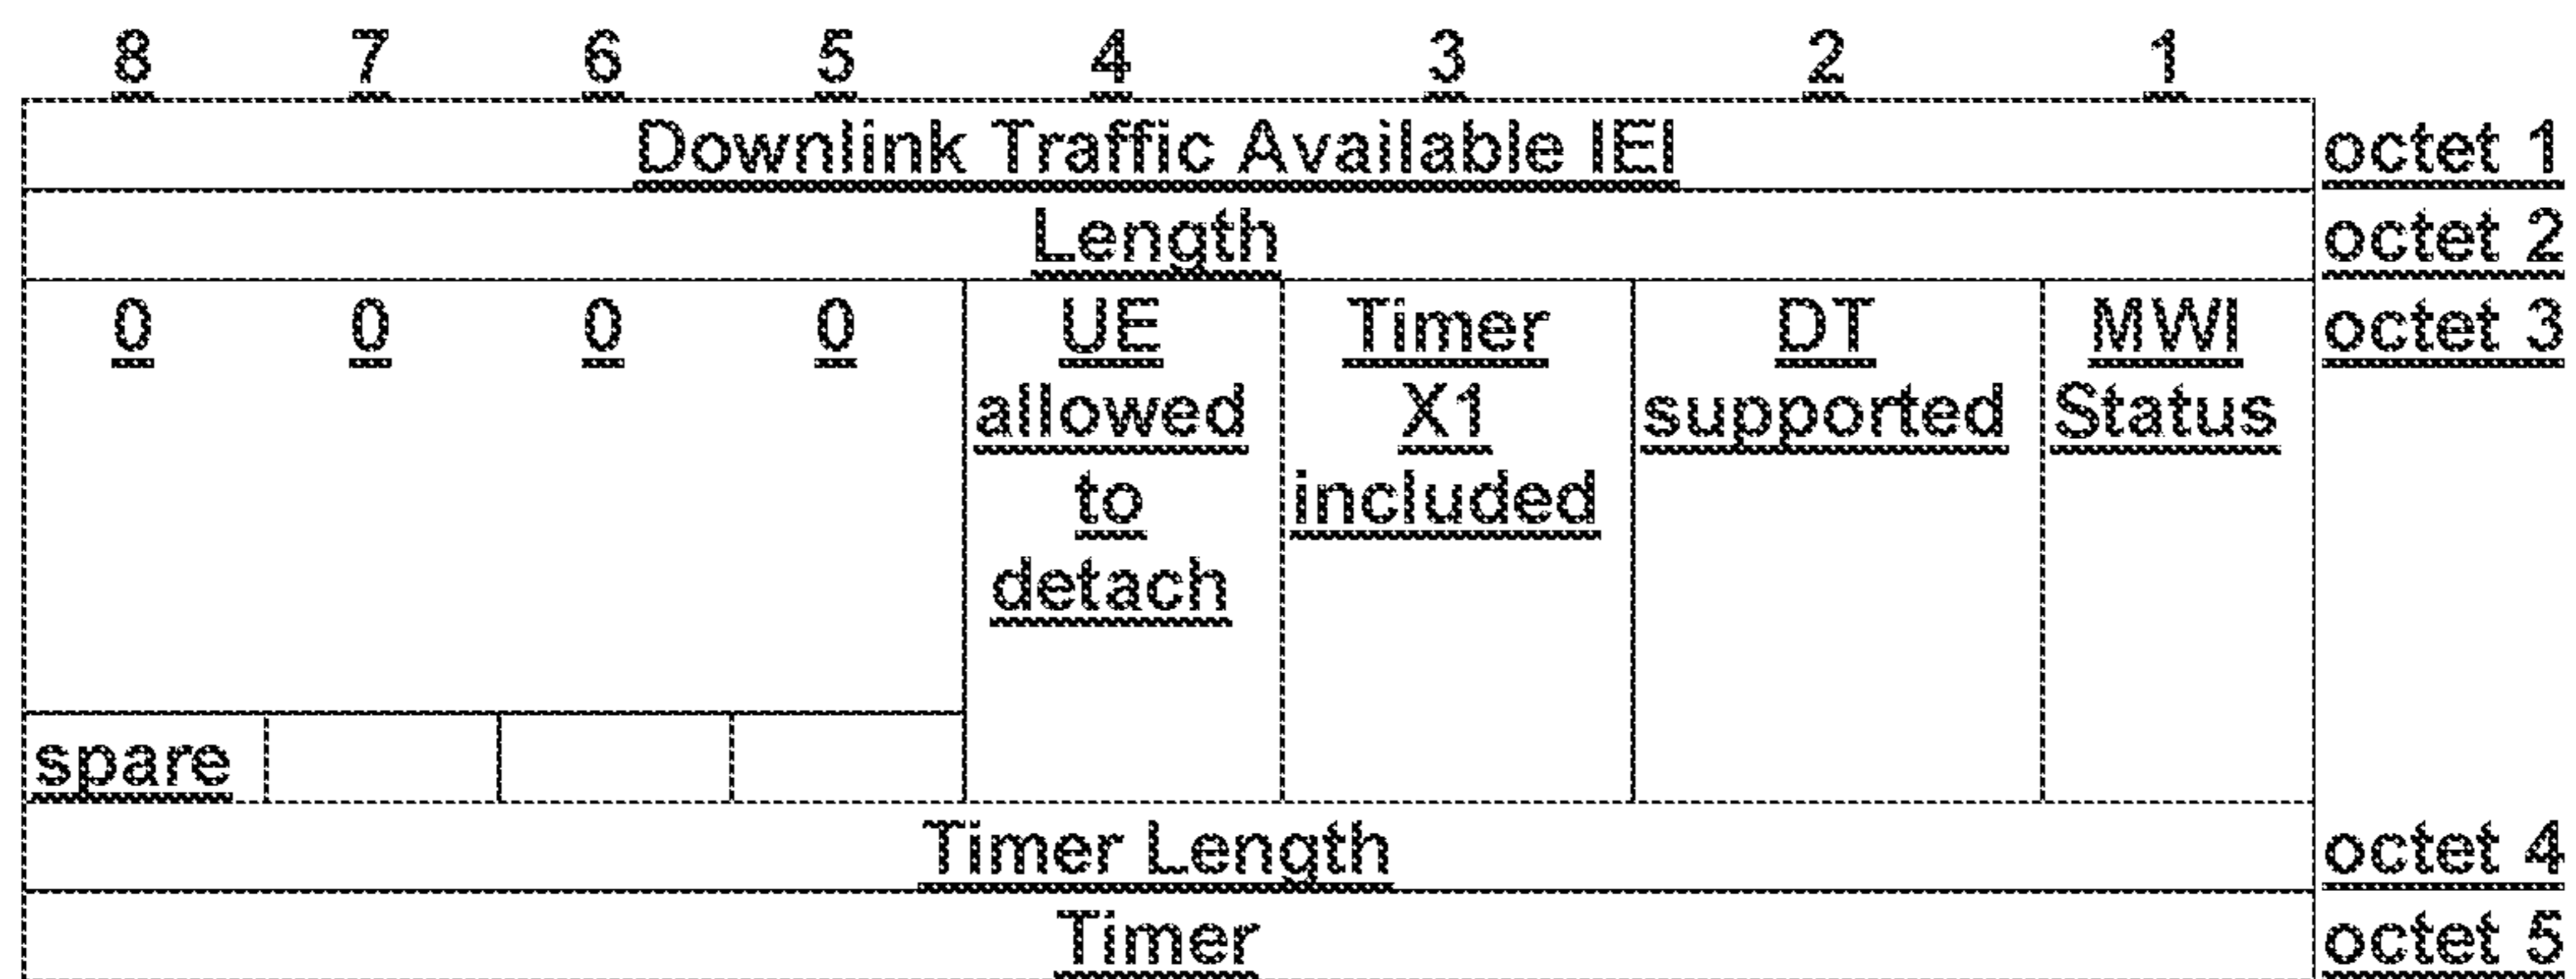 8 7 6 5 4 3 2 1
Downlink Traffic Available IEI octet 1
Length octet 2
0 0 0 0 UE Timer DT MWI octet 3
allowed X1 supported Status
to included
detach
spare
Timer Length octet 4
Timer octet 5